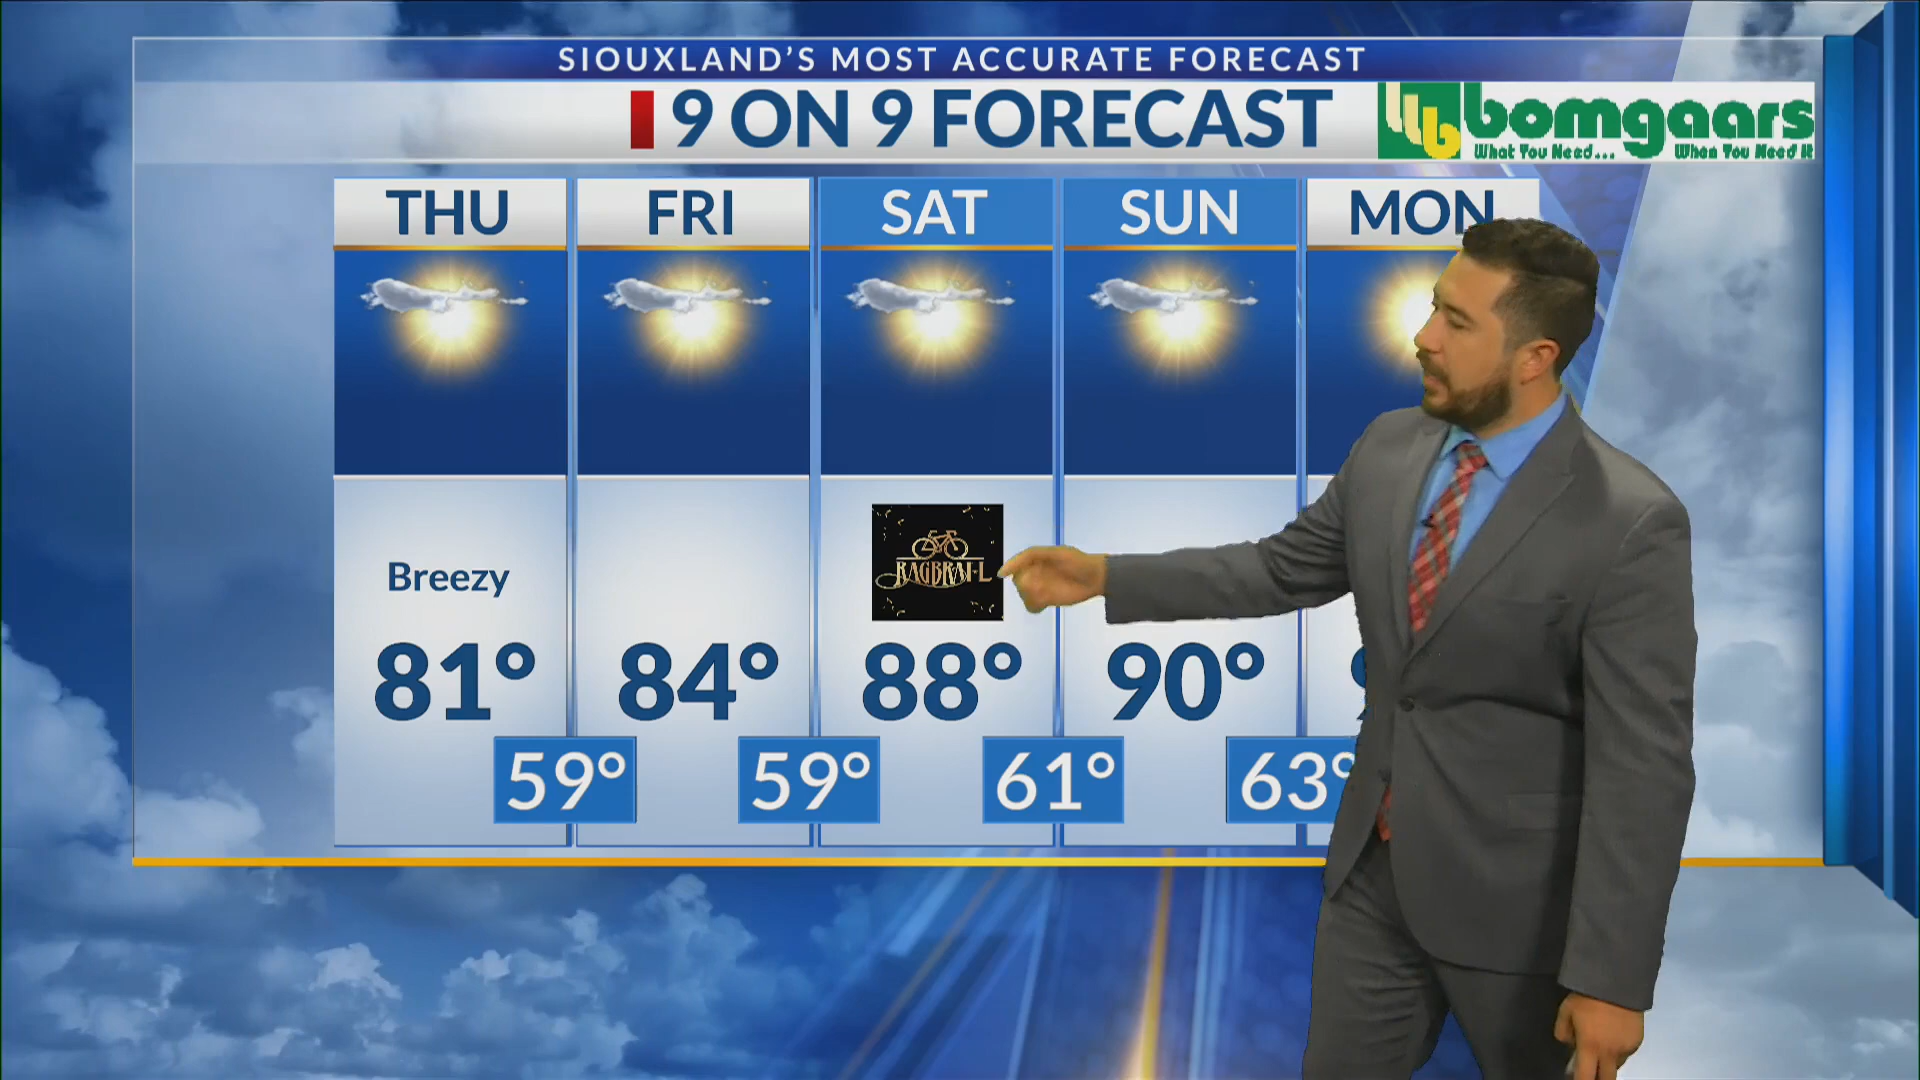 SIOUXLAND'S MOST ACCURATE FORECAST
9 ON 9 FORECAST
bomgaars
What You Need... When You Need It
THU FRI SAT SUN MON
RAGBRAI-L
Breezy
81° 84° 88° 90°
59° 59° 61° 63°